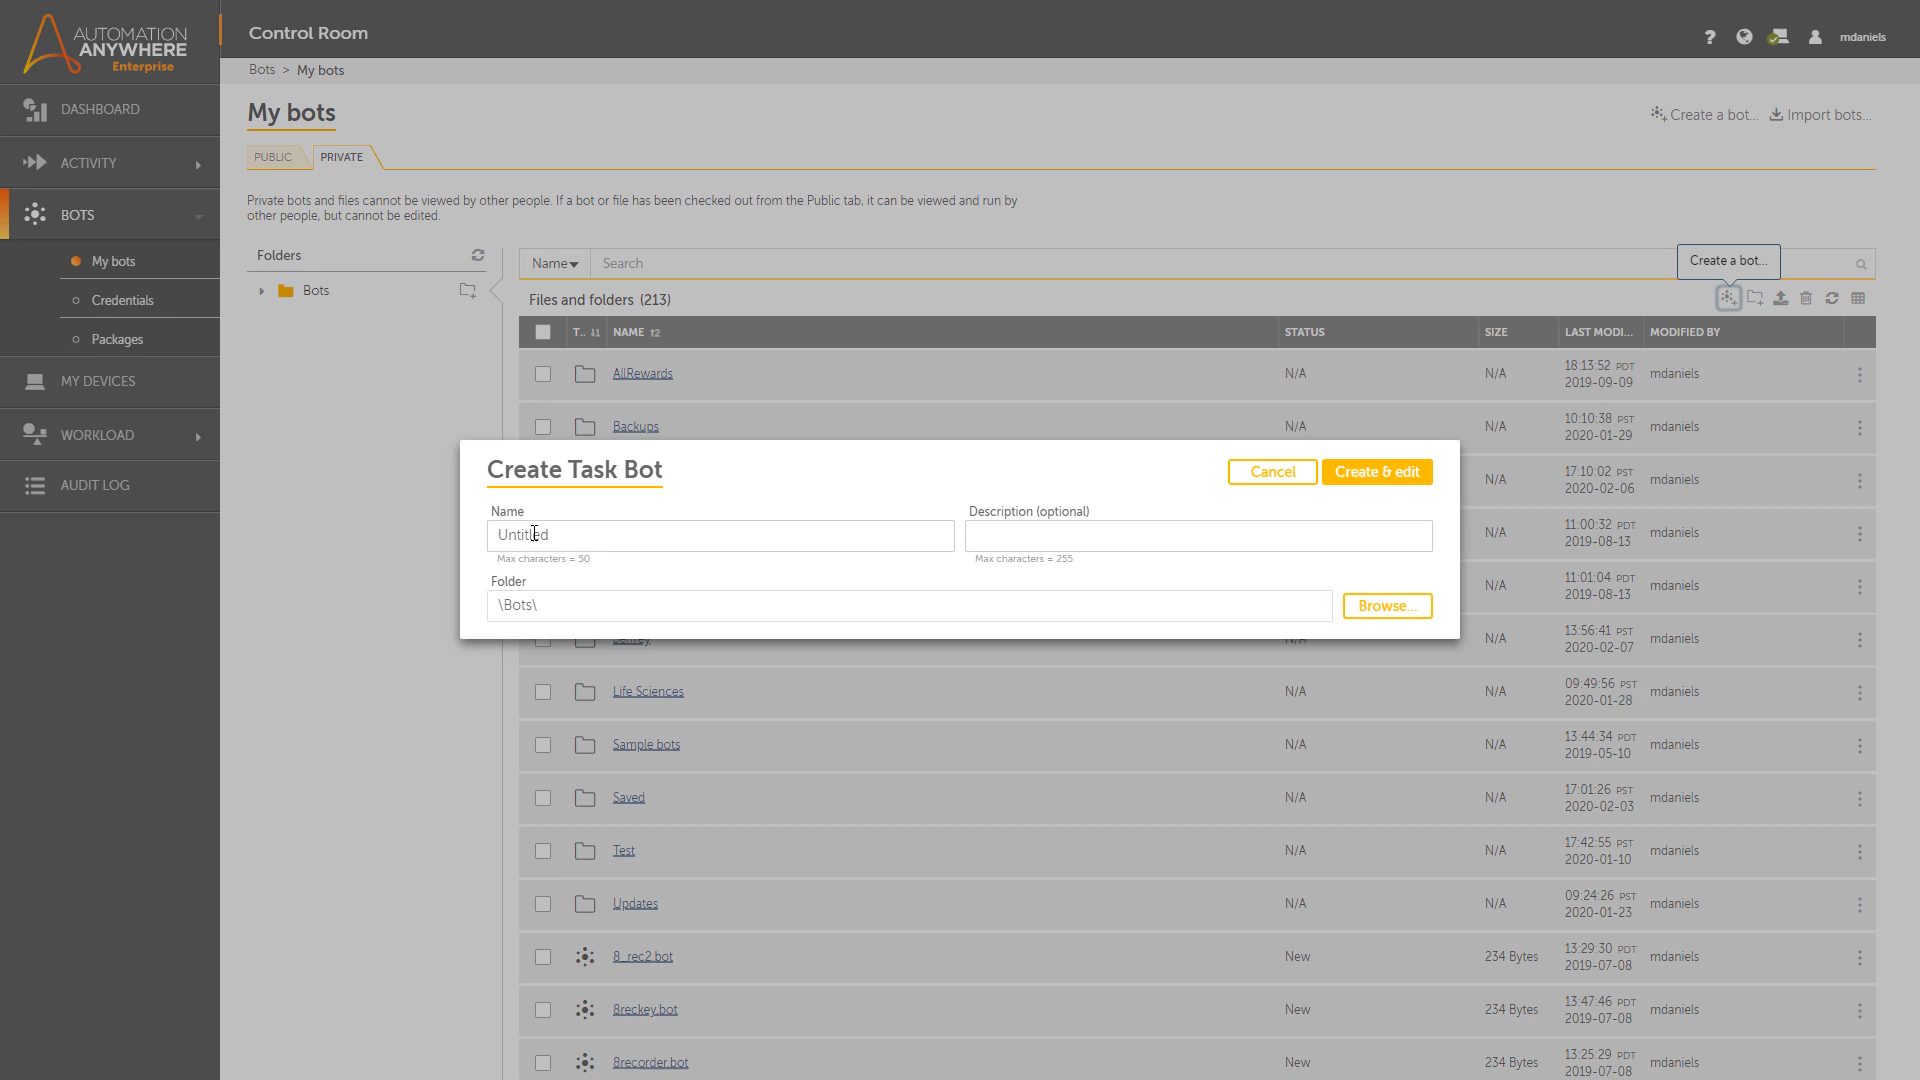 AUTOMATION
ANYWHERE
Enterprise
Control Room
? mdaniels
Bots > My bots
DASHBOARD
ACTIVITY
BOTS
My bots
Credentials
Packages
MY DEVICES
WORKLOAD
AUDIT LOG
My bots
Create a bot... Import bots...
PUBLIC PRIVATE
Private bots and files cannot be viewed by other people. If a bot or file has been checked out from the Public tab, it can be viewed and run by
other people, but cannot be edited.
Folders
Bots
Name Search
Create a bot...
Files and folders (213)
T.. NAME STATUS SIZE LAST MODI... MODIFIED BY
AllRewards N/A N/A 18:13:52 PDT 2019-09-09 mdaniels
Backups N/A N/A 10:10:38 PST 2020-01-29 mdaniels
N/A 17:10:02 PST 2020-02-06 mdaniels
N/A 11:00:32 PDT 2019-08-13 mdaniels
N/A 11:01:04 PDT 2019-08-13 mdaniels
N/A N/A 13:56:41 PST 2020-02-07 mdaniels
Create Task Bot
Cancel Create & edit
Name Description (optional)
Untitled
Max characters = 50 Max characters = 255
Folder
\Bots\ Browse...
Life Sciences N/A N/A 09:49:56 PST 2020-01-28 mdaniels
Sample bots N/A N/A 13:44:34 PDT 2019-05-10 mdaniels
Saved N/A N/A 17:01:26 PST 2020-02-03 mdaniels
Test N/A N/A 17:42:55 PST 2020-01-10 mdaniels
Updates N/A N/A 09:24:26 PST 2020-01-23 mdaniels
8_rec2.bot New 234 Bytes 13:29:30 PDT 2019-07-08 mdaniels
8reckey.bot New 234 Bytes 13:47:46 PDT 2019-07-08 mdaniels
8recorder.bot New 234 Bytes 13:25:29 PDT 2019-07-08 mdaniels